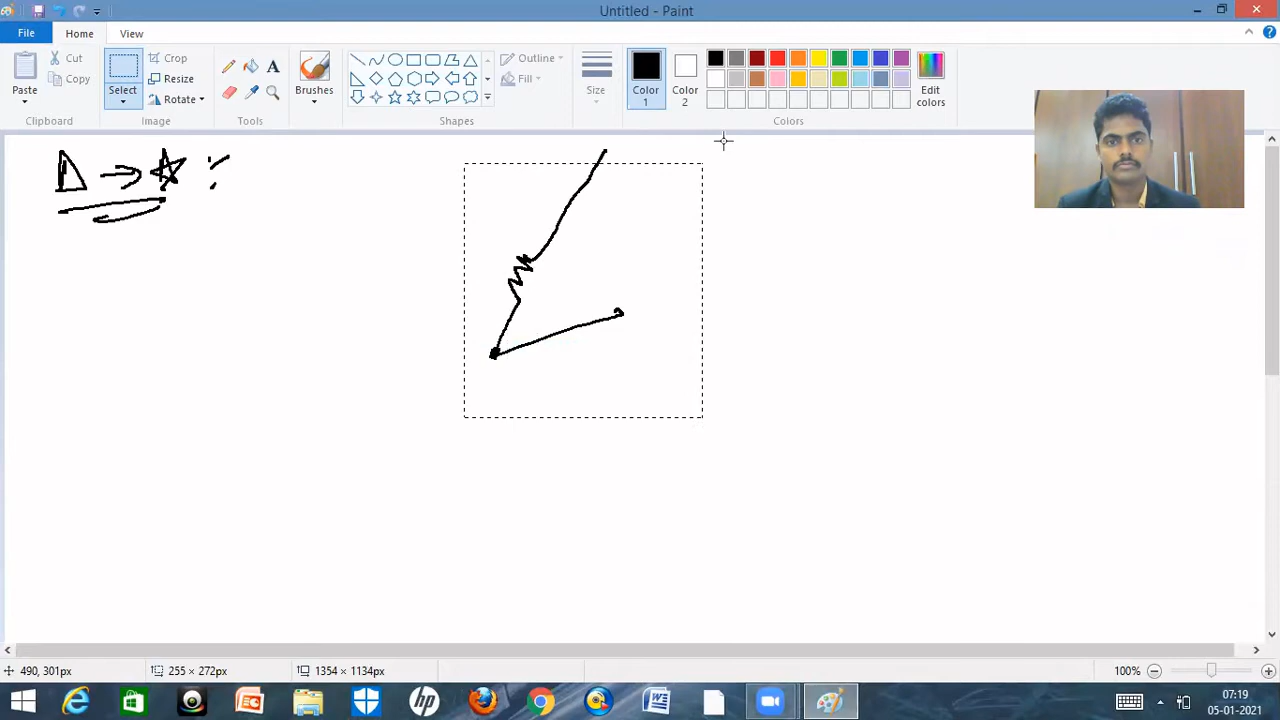 Untitled - Paint
File Home View
Paste
Cut
Copy
Clipboard
Select
Crop
Resize
Rotate
Image
Tools
Brushes
Outline
Fill
Shapes
Size
Color 1
Color 2
Edit colors
Colors
Δ → ☆ :
490, 301px 255 × 272px 1354 × 1134px 100%
07:19
05-01-2021